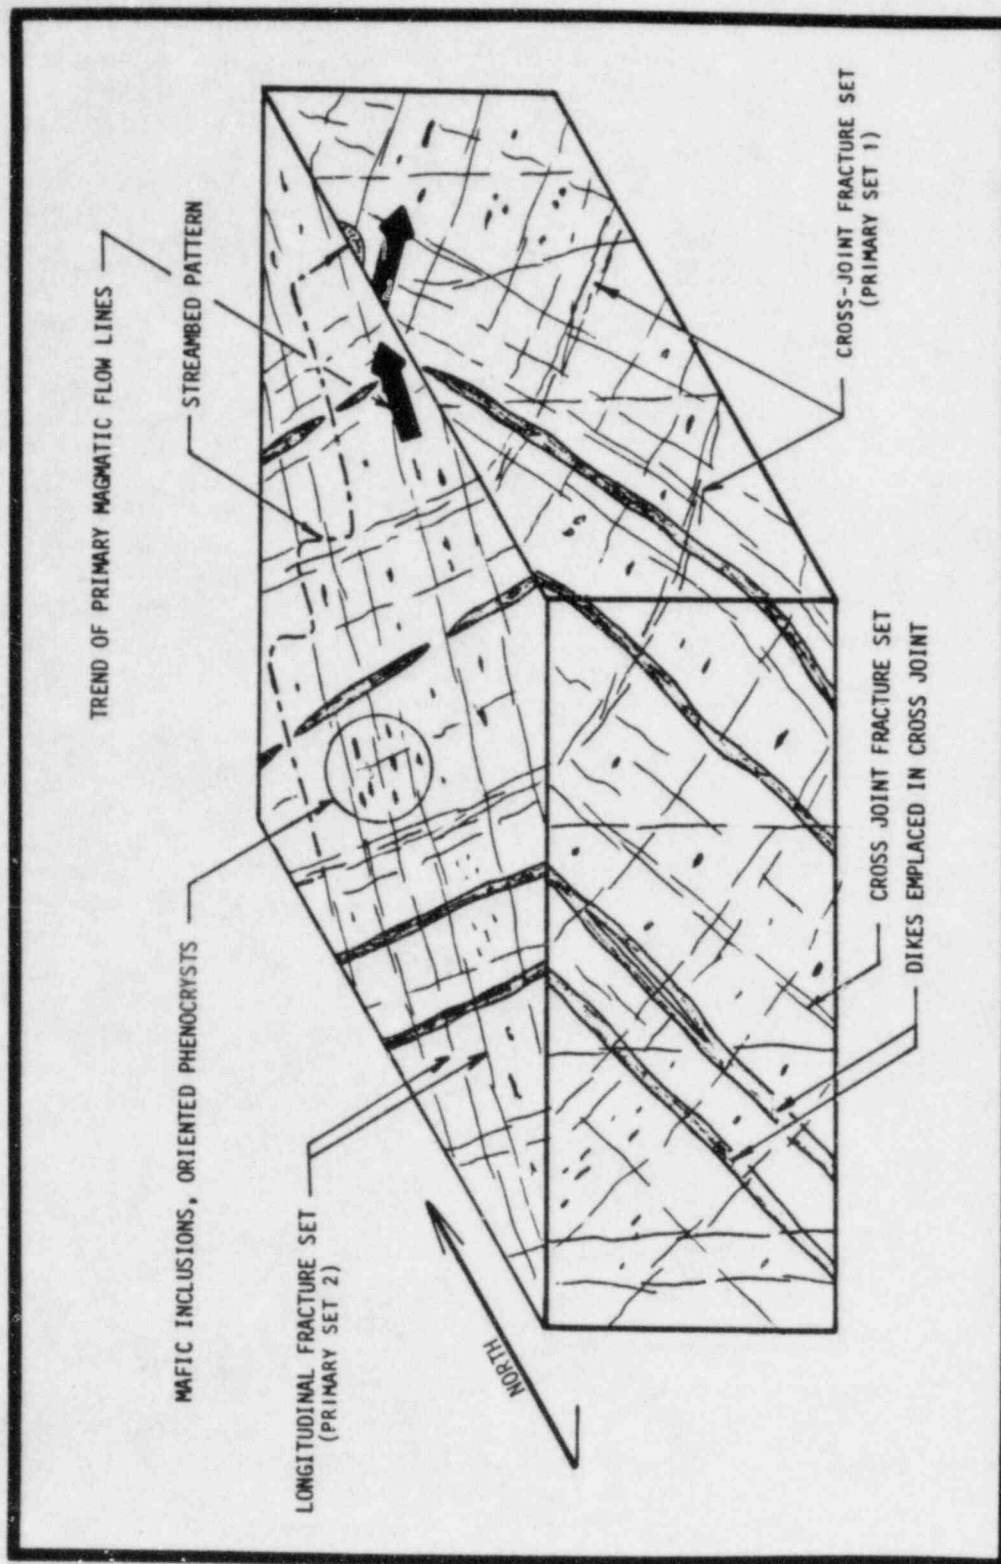 TREND OF PRIMARY MAGMATIC FLOW LINES
STREAMBED PATTERN
MAFIC INCLUSIONS, ORIENTED PHENOCRYSTS
LONGITUDINAL FRACTURE SET
(PRIMARY SET 2)
NORTH
CROSS-JOINT FRACTURE SET
(PRIMARY SET 1)
CROSS JOINT FRACTURE SET
DIKES EMPLACED IN CROSS JOINT